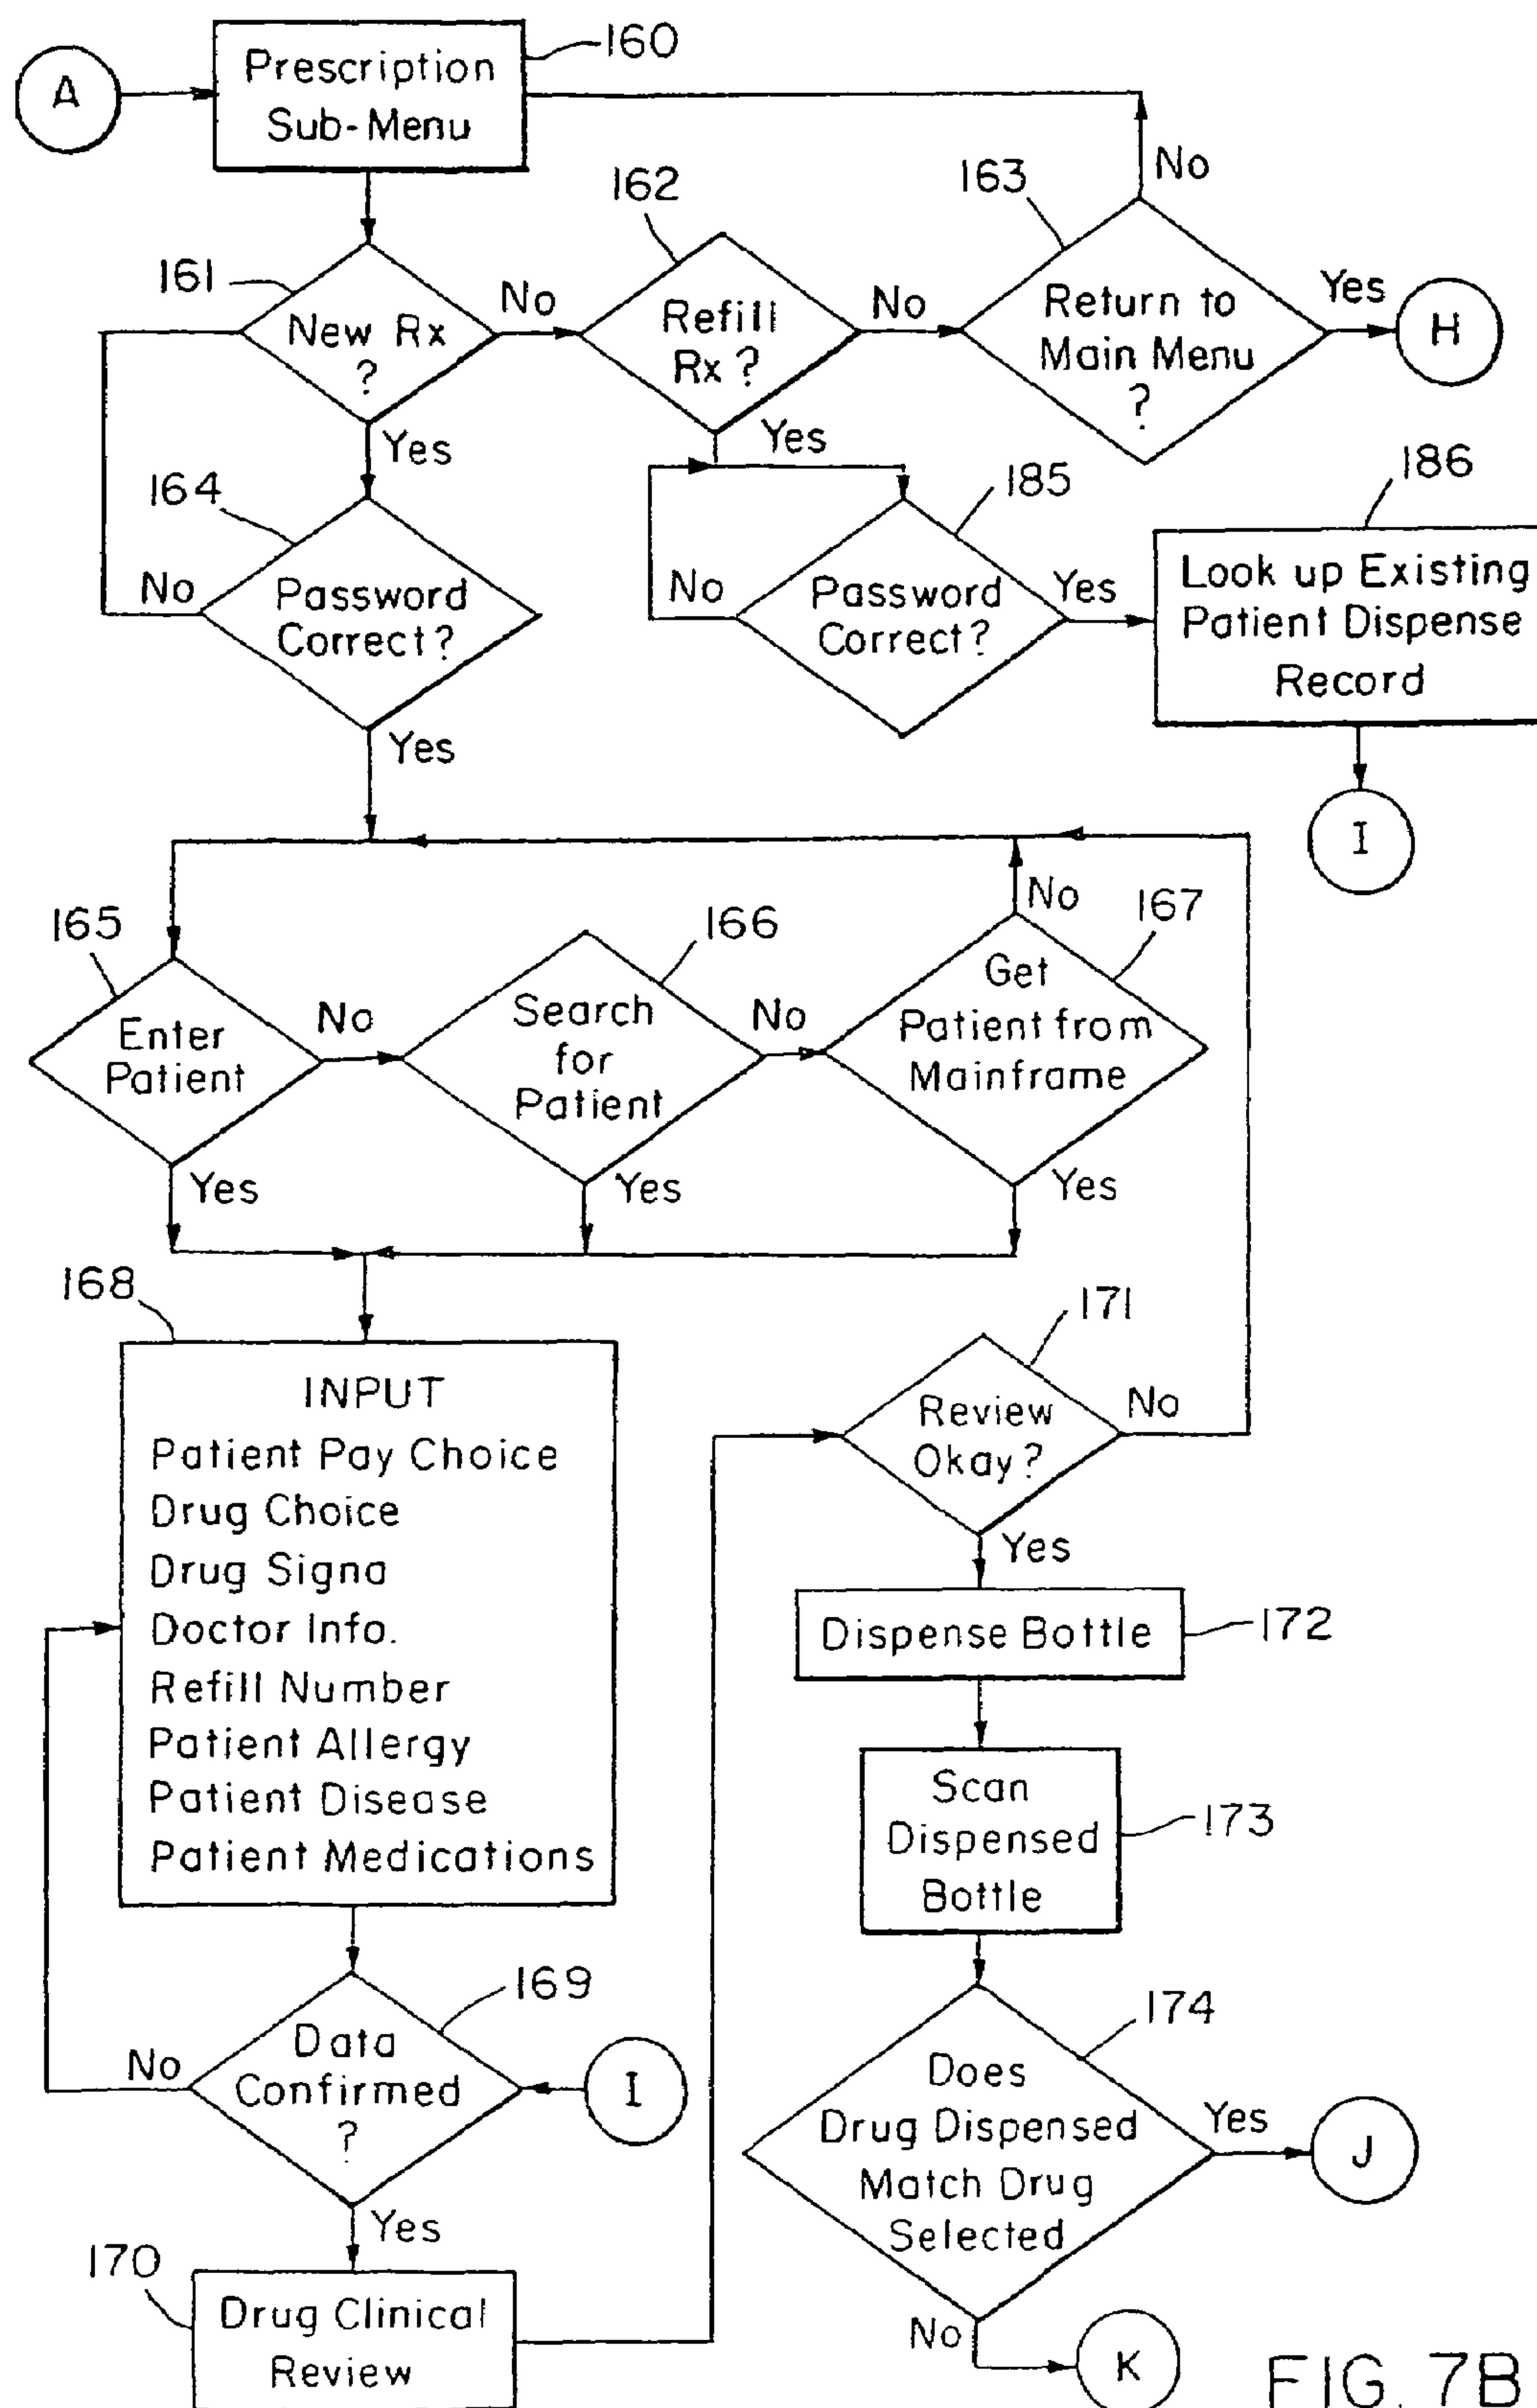 A
Prescription
Sub-Menu
160
No
161
New Rx
?
No
162
Refill
Rx ?
No
163
Return to
Main Menu
?
Yes
H
Yes
Yes
164
Password
Correct?
No
185
Password
Correct?
No
Yes
186
Look up Existing
Patient Dispense
Record
I
Yes
165
Enter
Patient
No
166
Search
for
Patient
No
167
Get
Patient from
Mainframe
No
Yes
Yes
Yes
168
INPUT
Patient Pay Choice
Drug Choice
Drug Signa
Doctor Info.
Refill Number
Patient Allergy
Patient Disease
Patient Medications
169
Data
Confirmed
?
No
I
Yes
170
Drug Clinical
Review
171
Review
Okay?
No
Yes
Dispense Bottle
172
Scan
Dispensed
Bottle
173
174
Does
Drug Dispensed
Match Drug
Selected
Yes
J
No
K
FIG. 7B